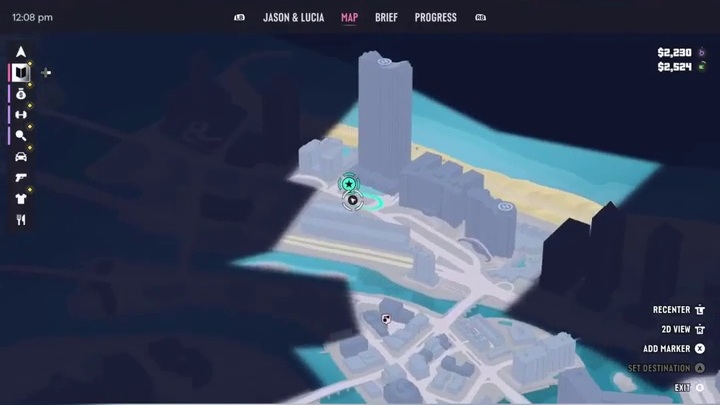 12:08 pm
LB JASON & LUCIA MAP BRIEF PROGRESS RB
$2,230
$2,524
RECENTER
2D VIEW
ADD MARKER X
SET DESTINATION A
EXIT